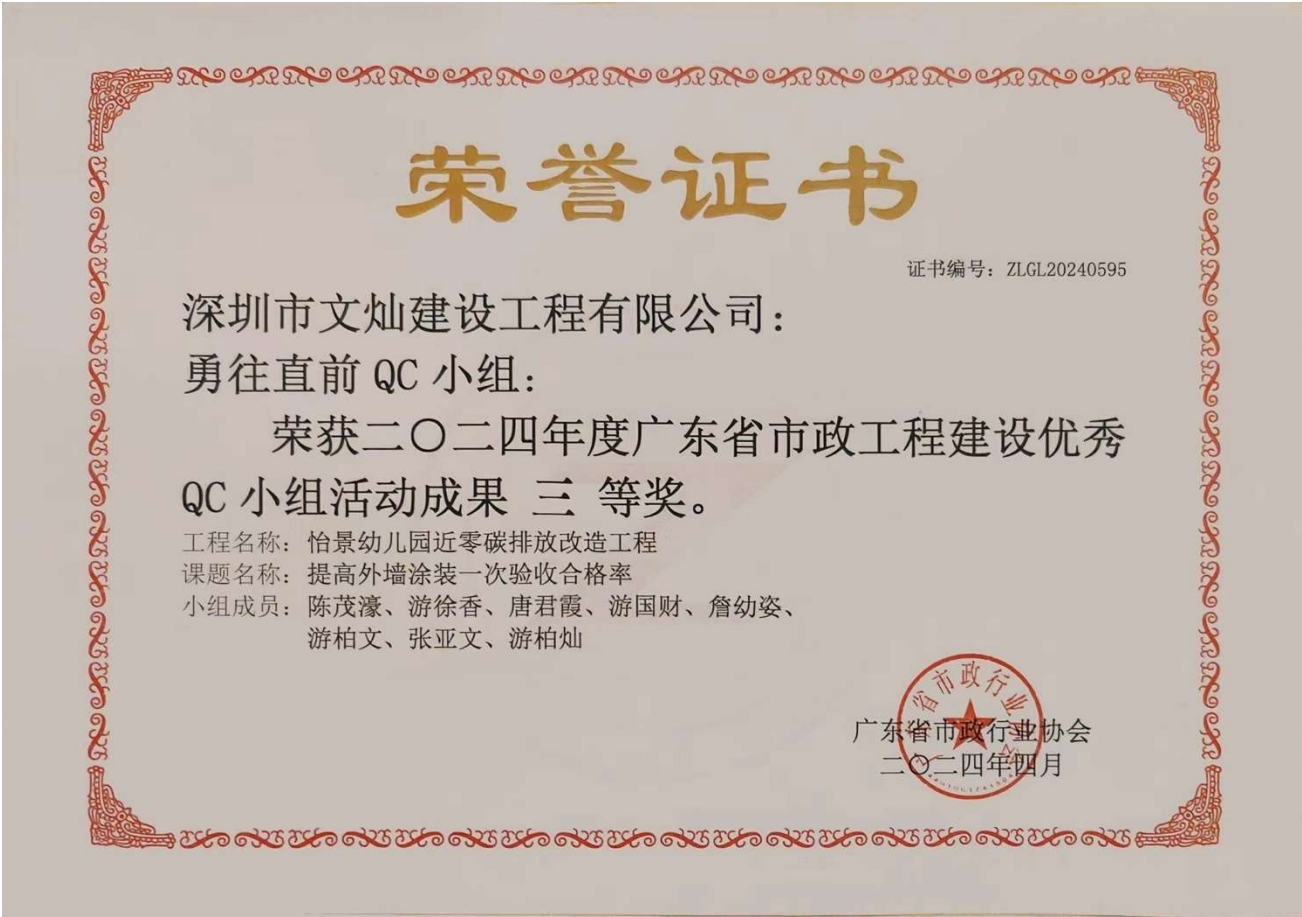 荣誉证书
证书编号：ZLGL20240595
深圳市文灿建设工程有限公司：
勇往直前 QC 小组：
荣获二〇二四年度广东省市政工程建设优秀
QC 小组活动成果 三 等奖。
工程名称：怡景幼儿园近零碳排放改造工程
课题名称：提高外墙涂装一次验收合格率
小组成员：陈茂濠、游徐香、唐君霞、游国财、詹幼姿、
游柏文、张亚文、游柏灿
省市政行业协会
广东省市政行业协会
二〇二四年四月